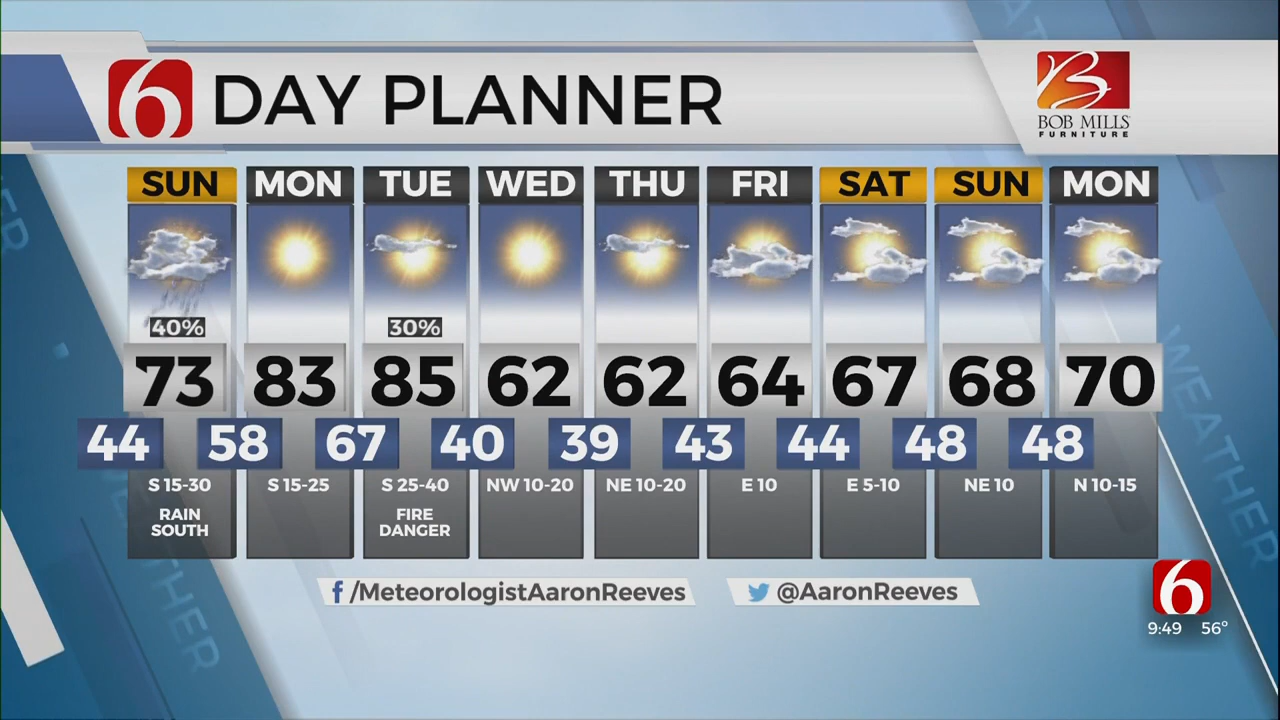 6 DAY PLANNER
B
BOB MILLS
FURNITURE
SUN MON TUE WED THU FRI SAT SUN MON
40% 30%
73 83 85 62 62 64 67 68 70
44 58 67 40 39 43 44 48 48
S 15-30 S 15-25 S 25-40 NW 10-20 NE 10-20 E 10 E 5-10 NE 10 N 10-15
RAIN SOUTH FIRE DANGER
f /MeteorologistAaronReeves @AaronReeves
6
9:49 56°
WEATHER
WEATHER